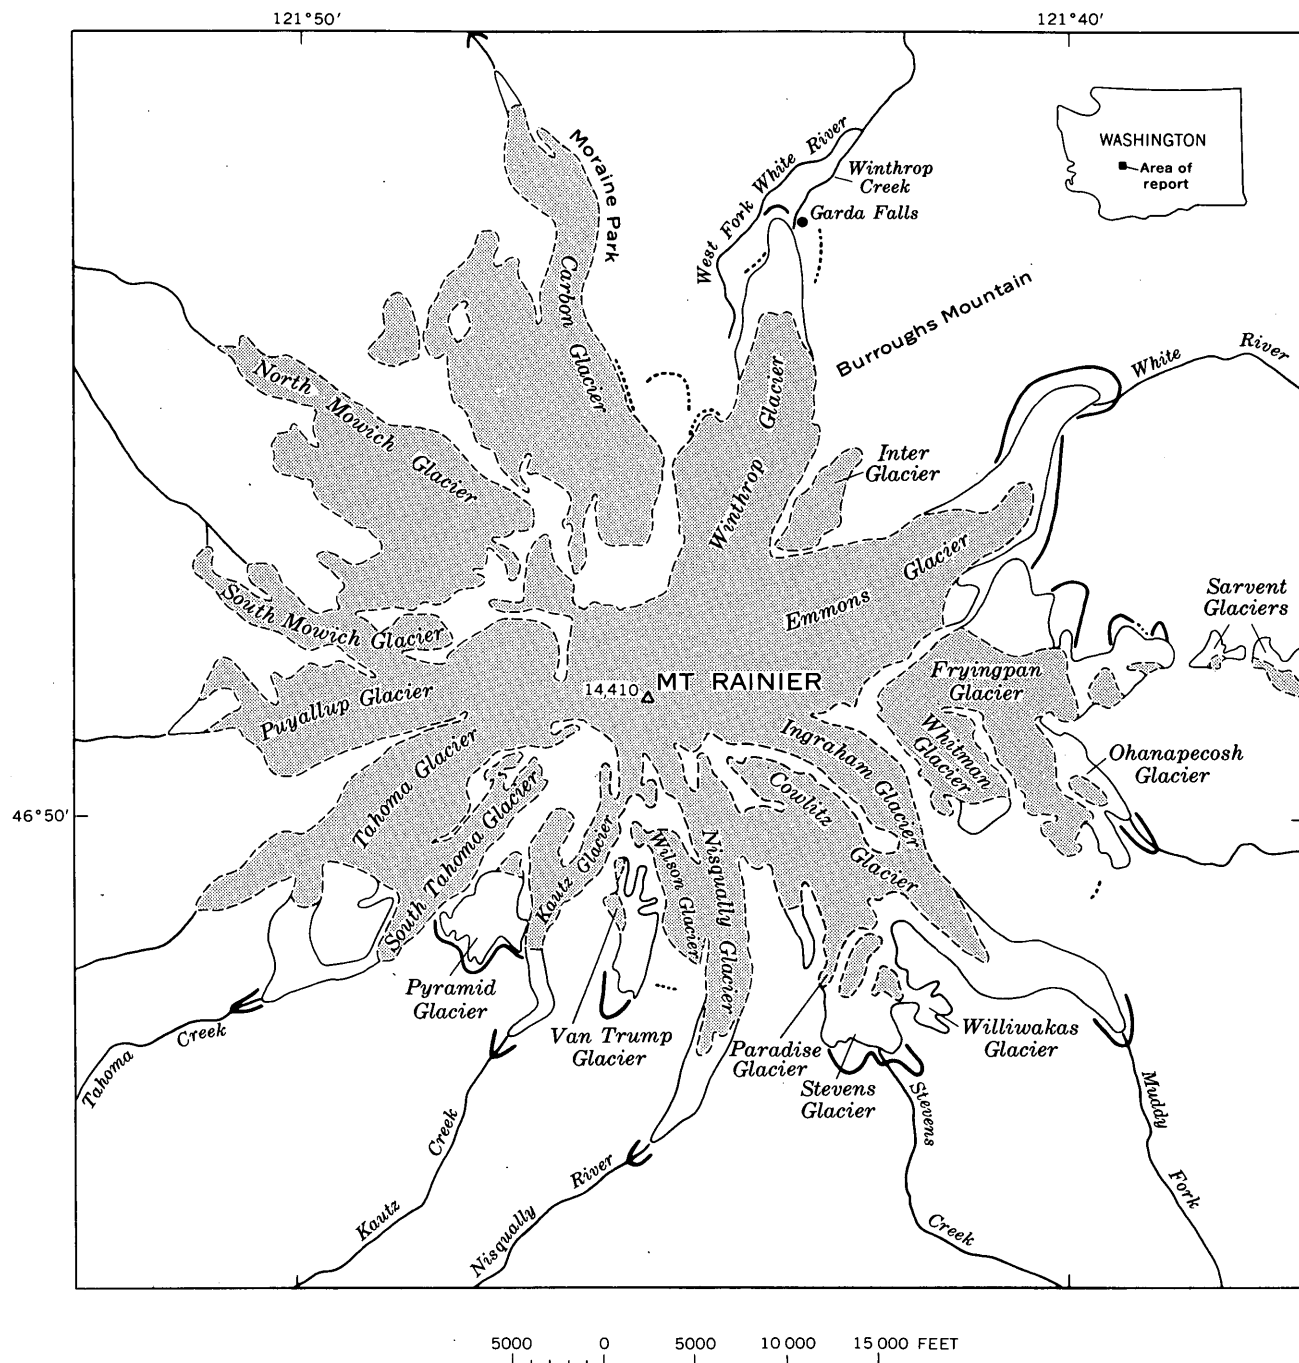 121°50'
121°40'
WASHINGTON
Area of
report
Moraine Park
West Fork White River
Winthrop
Creek
Garda Falls
Burroughs Mountain
White River
Carbon Glacier
North Mowich Glacier
Winthrop Glacier
Inter
Glacier
Emmons Glacier
Sarvent
Glaciers
South Mowich Glacier
Puyallup Glacier
14,410
MT RAINIER
Fryingpan
Glacier
Whitman
Glacier
Ingraham Glacier
Ohanapecosh
Glacier
46°50'
Tahoma Glacier
South Tahoma Glacier
Kautz Glacier
Wilson Glacier
Nisqually Glacier
Cowlitz Glacier
Pyramid
Glacier
Van Trump
Glacier
Paradise
Glacier
Stevens
Glacier
Williwakas
Glacier
Tahoma Creek
Kautz Creek
Nisqually River
Stevens Creek
Muddy Fork
5000 0 5000 10 000 15 000 FEET